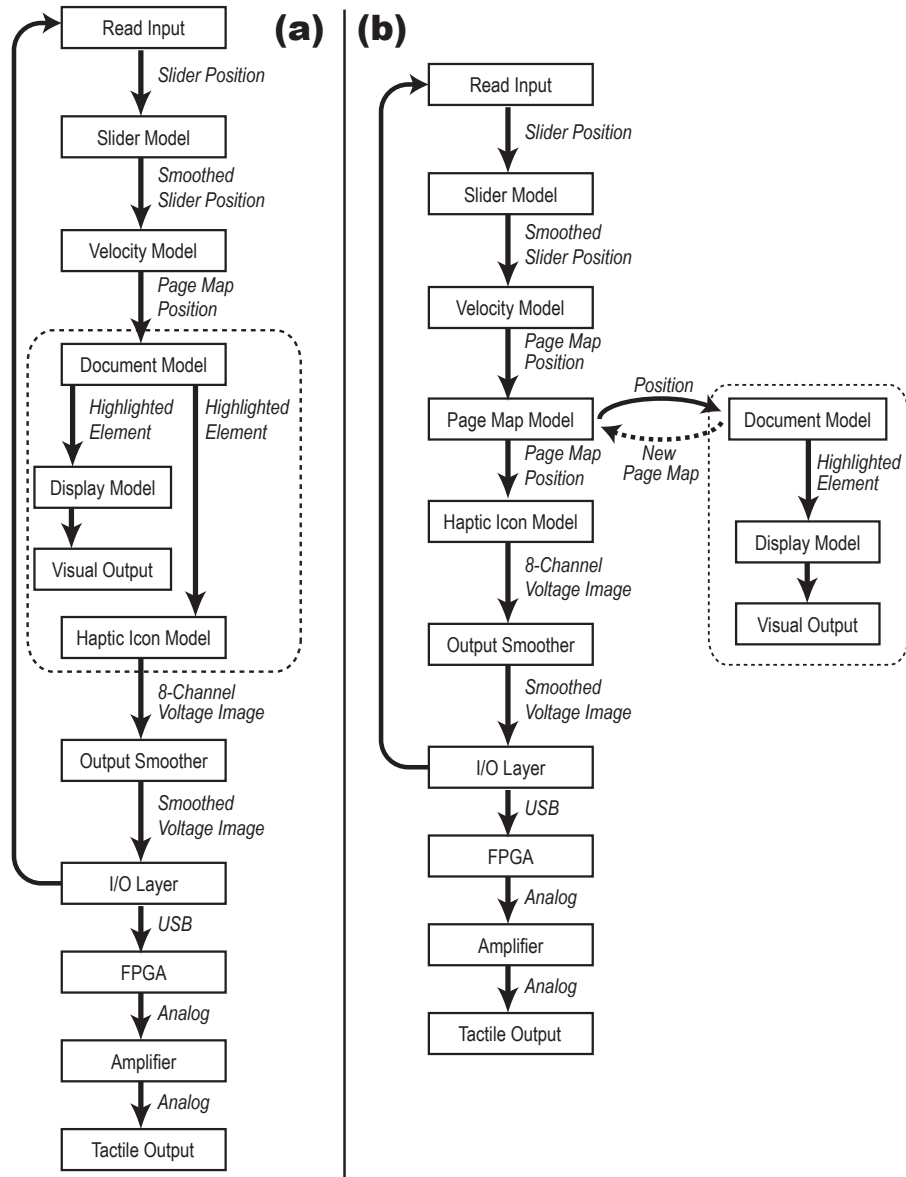 (a)
Read Input
Slider Position
Slider Model
Smoothed
Slider Position
Velocity Model
Page Map
Position
Document Model
Highlighted
Element
Highlighted
Element
Display Model
Visual Output
Haptic Icon Model
8-Channel
Voltage Image
Output Smoother
Smoothed
Voltage Image
I/O Layer
USB
FPGA
Analog
Amplifier
Analog
Tactile Output
(b)
Read Input
Slider Position
Slider Model
Smoothed
Slider Position
Velocity Model
Page Map
Position
Page Map Model
Position
New
Page Map
Document Model
Highlighted
Element
Display Model
Visual Output
Page Map
Position
Haptic Icon Model
8-Channel
Voltage Image
Output Smoother
Smoothed
Voltage Image
I/O Layer
USB
FPGA
Analog
Amplifier
Analog
Tactile Output